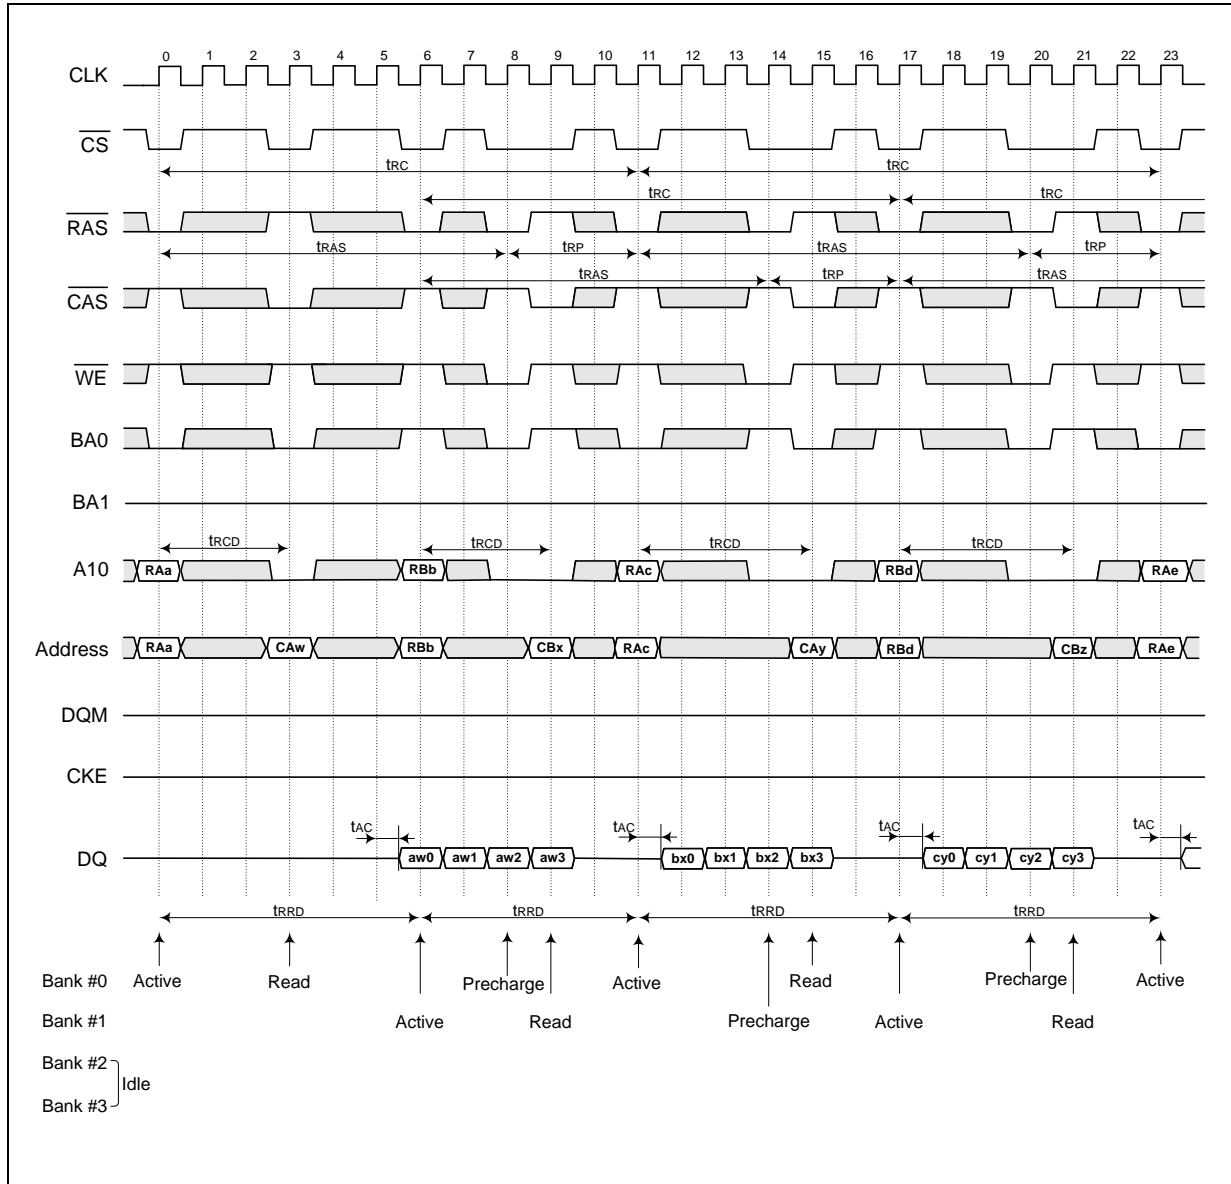 0 1 2 3 4 5 6 7 8 9 10 11 12 13 14 15 16 17 18 19 20 21 22 23
CLK
CS
tRC tRC
tRC tRC
RAS
tRAS tRP tRAS tRP
tRAS tRP tRAS
CAS
WE
BA0
BA1
tRCD tRCD tRCD tRCD
A10 RAa RBb RAc RBd RAe
Address RAa CAw RBb CBx RAc CAy RBd CBz RAe
DQM
CKE
tAC tAC tAC tAC
DQ aw0 aw1 aw2 aw3 bx0 bx1 bx2 bx3 cy0 cy1 cy2 cy3
tRRD tRRD tRRD tRRD
Bank #0 Active Read Precharge Active Read Precharge Active
Bank #1 Active Read Precharge Active Read
Bank #2
Idle
Bank #3